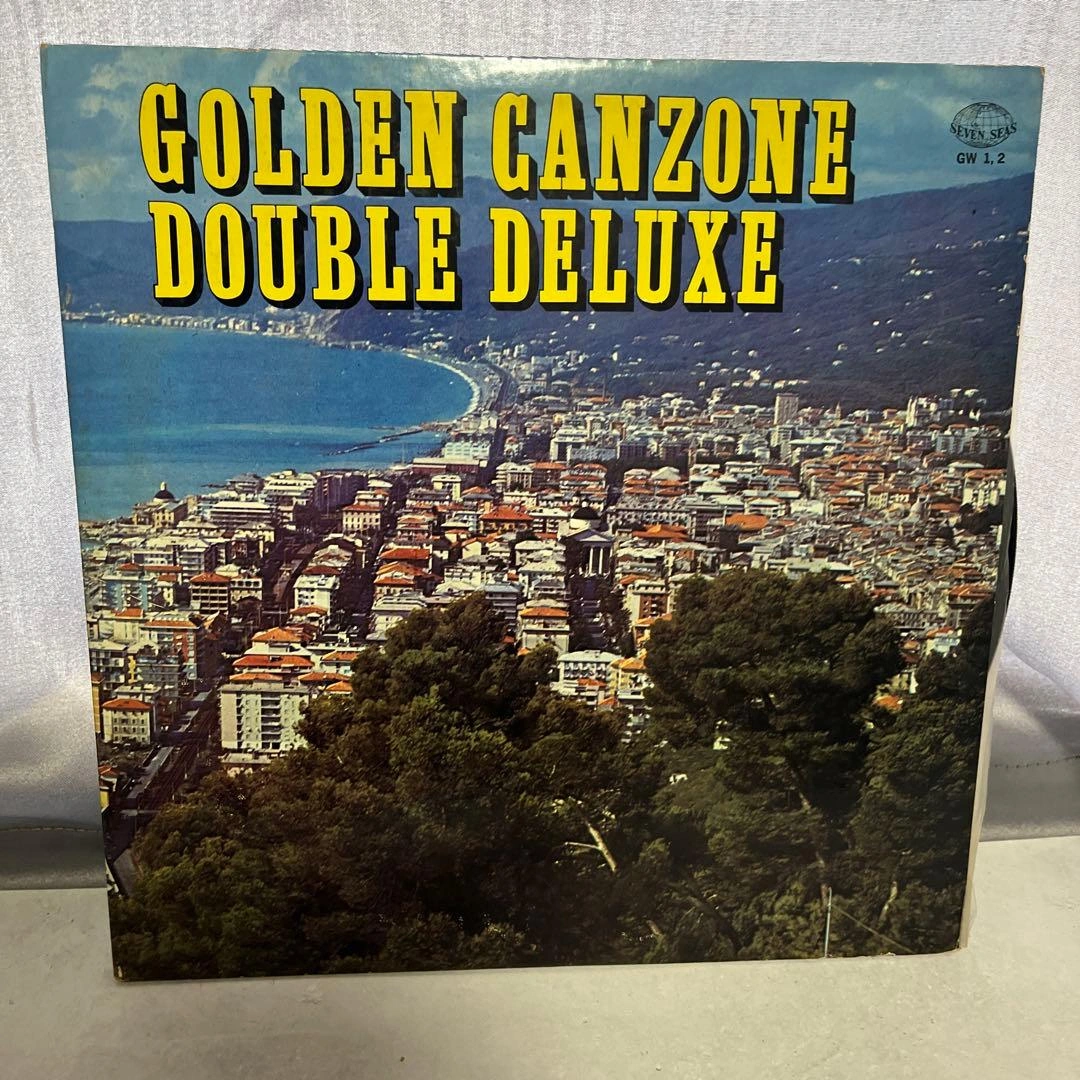 GOLDEN CANZONE
DOUBLE DELUXE
SEVEN SEAS
GW 1, 2